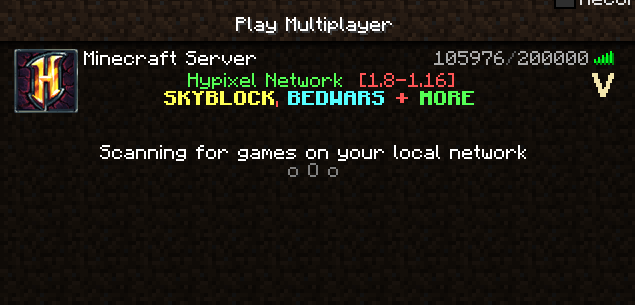 Recor
Play Multiplayer
Minecraft Server 105976/200000
Hypixel Network [1.8-1.16]
SKYBLOCK, BEDWARS + MORE
V
Scanning for games on your local network
o O o